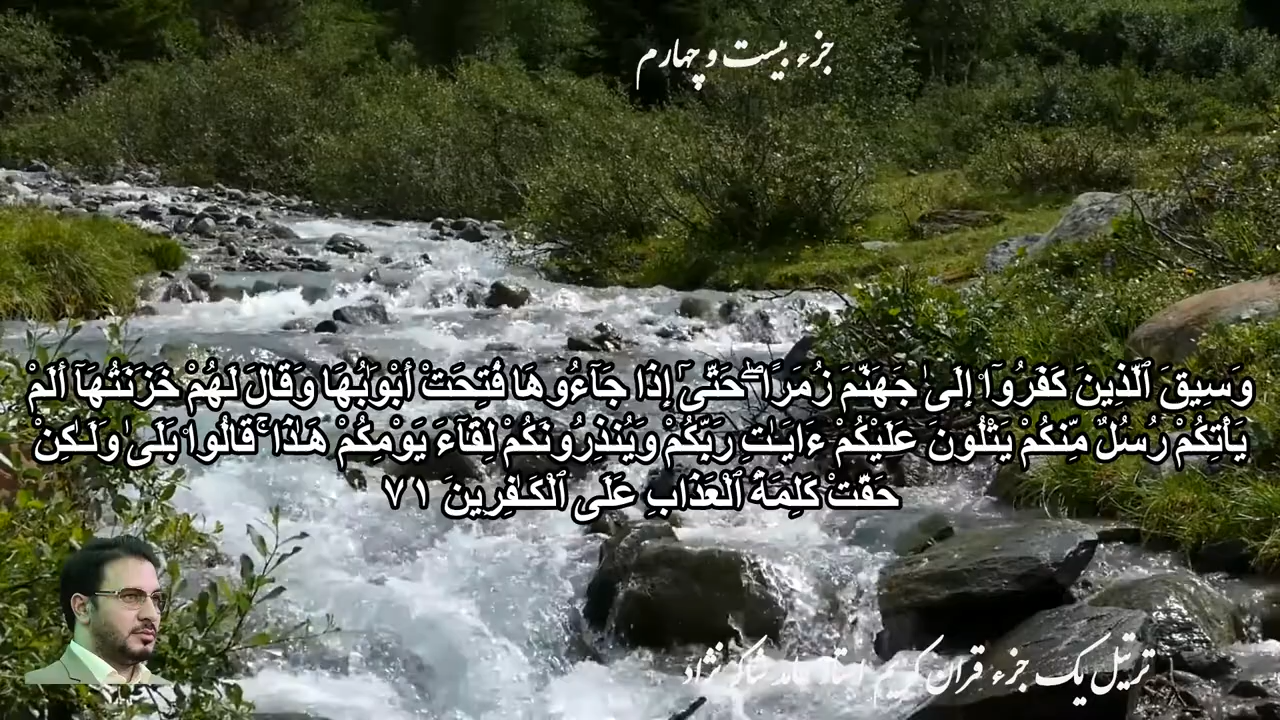 جزء بیست و چهارم
وَسِيقَ ٱلَّذِينَ كَفَرُوٓا۟ إِلَىٰ جَهَنَّمَ زُمَرًا ۖ حَتَّىٰٓ إِذَا جَآءُوهَا فُتِحَتْ أَبْوَٰبُهَا وَقَالَ لَهُمْ خَزَنَتُهَآ أَلَمْ
يَأْتِكُمْ رُسُلٌ مِّنكُمْ يَتْلُونَ عَلَيْكُمْ ءَايَـٰتِ رَبِّكُمْ وَيُنذِرُونَكُمْ لِقَآءَ يَوْمِكُمْ هَـٰذَا ۚ قَالُوا۟ بَلَىٰ وَلَـٰكِنْ
حَقَّتْ كَلِمَةُ ٱلْعَذَابِ عَلَى ٱلْكَـٰفِرِينَ ٧١
ترتیل یک جزء قران کریم استاد حامد شاکرنژاد